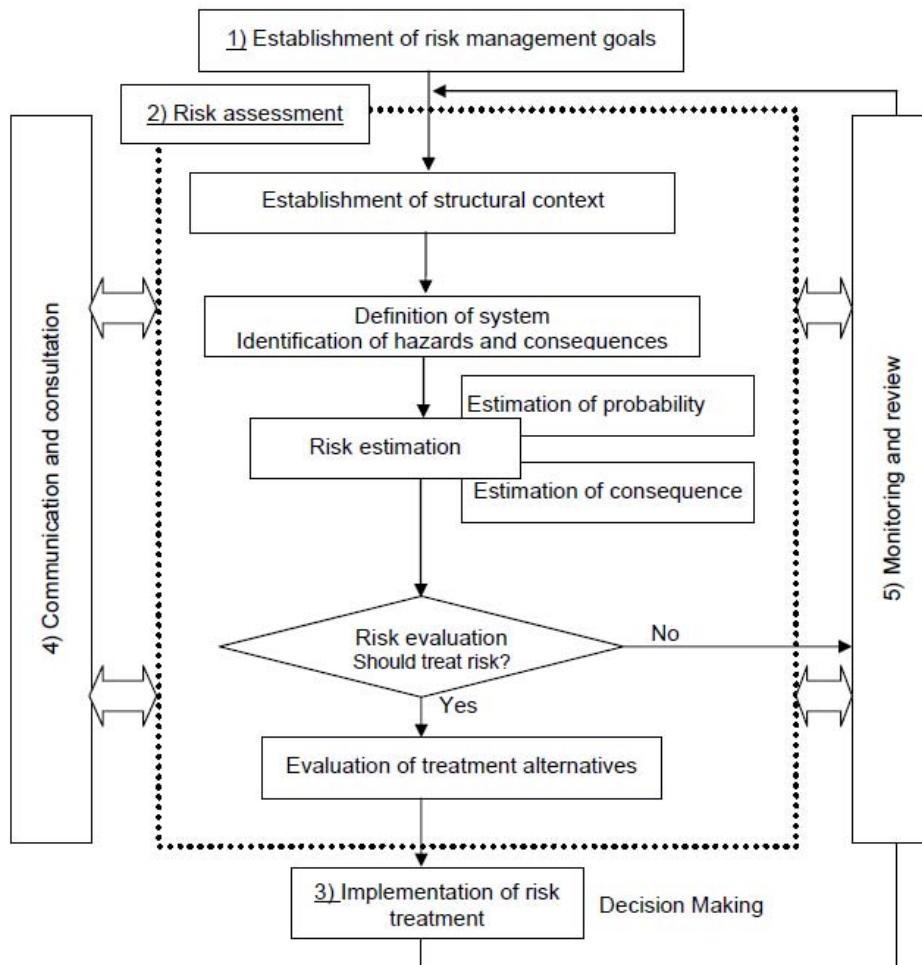 1) Establishment of risk management goals
2) Risk assessment
Establishment of structural context
Definition of system
Identification of hazards and consequences
Estimation of probability
Risk estimation
Estimation of consequence
Risk evaluation
Should treat risk?
No
Yes
Evaluation of treatment alternatives
3) Implementation of risk
treatment
Decision Making
4) Communication and consultation
5) Monitoring and review